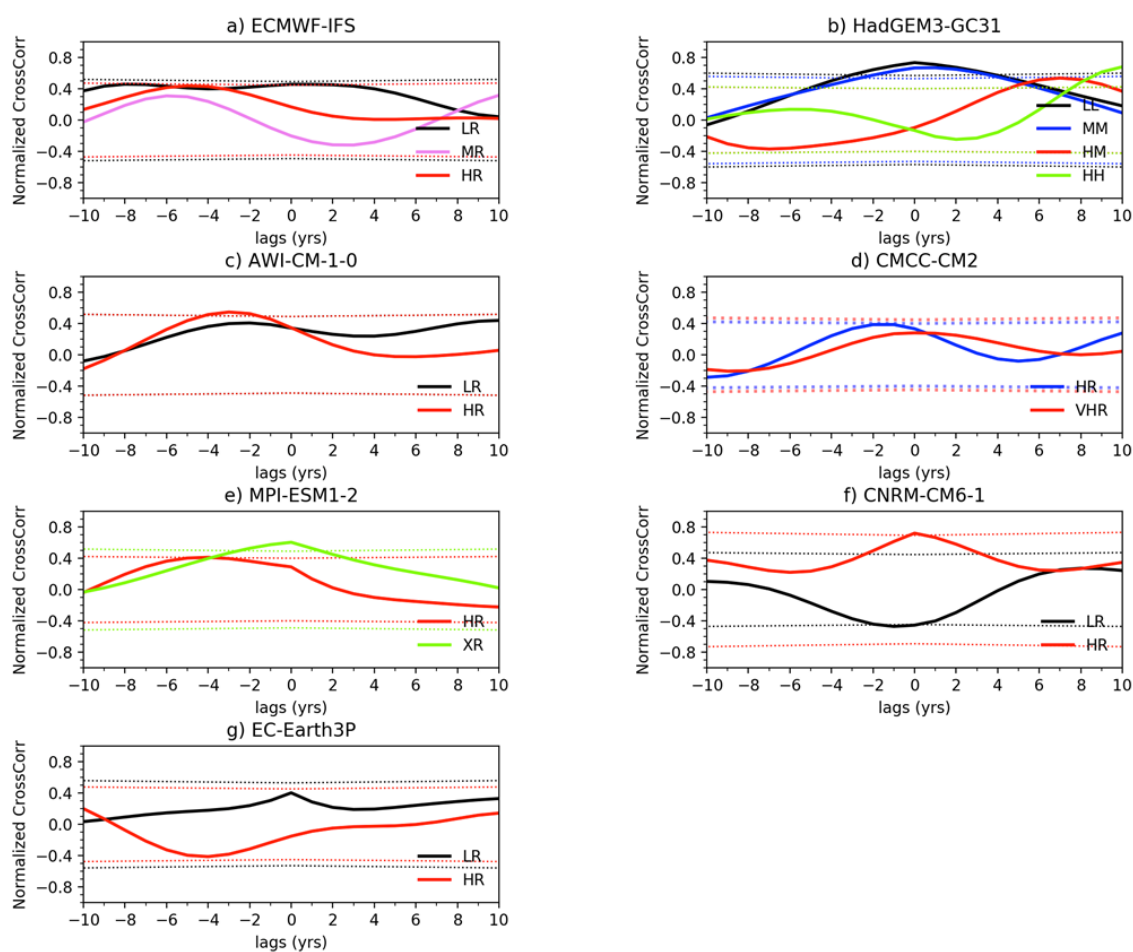 a) ECMWF-IFS
Normalized CrossCorr
0.8
0.4
0.0
−0.4
−0.8
LR
MR
HR
−10 −8 −6 −4 −2 0 2 4 6 8 10
lags (yrs)
b) HadGEM3-GC31
Normalized CrossCorr
0.8
0.4
0.0
−0.4
−0.8
LL
MM
HM
HH
−10 −8 −6 −4 −2 0 2 4 6 8 10
lags (yrs)
c) AWI-CM-1-0
Normalized CrossCorr
0.8
0.4
0.0
−0.4
−0.8
LR
HR
−10 −8 −6 −4 −2 0 2 4 6 8 10
lags (yrs)
d) CMCC-CM2
Normalized CrossCorr
0.8
0.4
0.0
−0.4
−0.8
HR
VHR
−10 −8 −6 −4 −2 0 2 4 6 8 10
lags (yrs)
e) MPI-ESM1-2
Normalized CrossCorr
0.8
0.4
0.0
−0.4
−0.8
HR
XR
−10 −8 −6 −4 −2 0 2 4 6 8 10
lags (yrs)
f) CNRM-CM6-1
Normalized CrossCorr
0.8
0.4
0.0
−0.4
−0.8
LR
HR
−10 −8 −6 −4 −2 0 2 4 6 8 10
lags (yrs)
g) EC-Earth3P
Normalized CrossCorr
0.8
0.4
0.0
−0.4
−0.8
LR
HR
−10 −8 −6 −4 −2 0 2 4 6 8 10
lags (yrs)